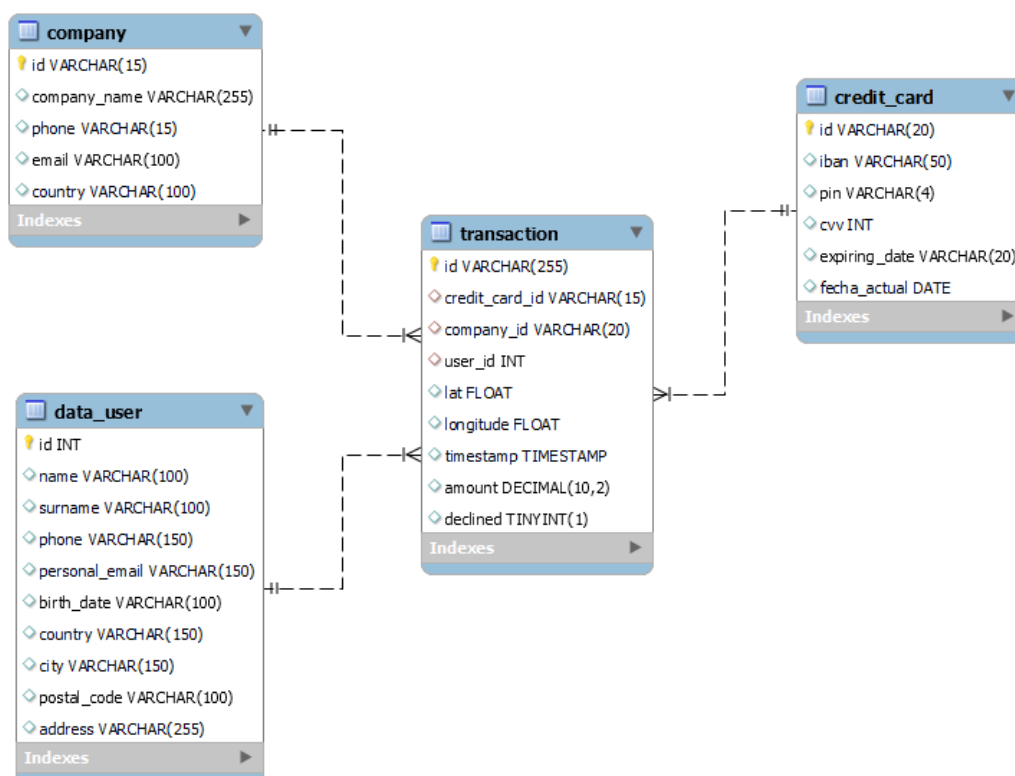 company
id VARCHAR(15)
company_name VARCHAR(255)
phone VARCHAR(15)
email VARCHAR(100)
country VARCHAR(100)
Indexes
data_user
id INT
name VARCHAR(100)
surname VARCHAR(100)
phone VARCHAR(150)
personal_email VARCHAR(150)
birth_date VARCHAR(100)
country VARCHAR(150)
city VARCHAR(150)
postal_code VARCHAR(100)
address VARCHAR(255)
Indexes
transaction
id VARCHAR(255)
credit_card_id VARCHAR(15)
company_id VARCHAR(20)
user_id INT
lat FLOAT
longitude FLOAT
timestamp TIMESTAMP
amount DECIMAL(10,2)
declined TINYINT(1)
Indexes
credit_card
id VARCHAR(20)
iban VARCHAR(50)
pin VARCHAR(4)
cvv INT
expiring_date VARCHAR(20)
fecha_actual DATE
Indexes